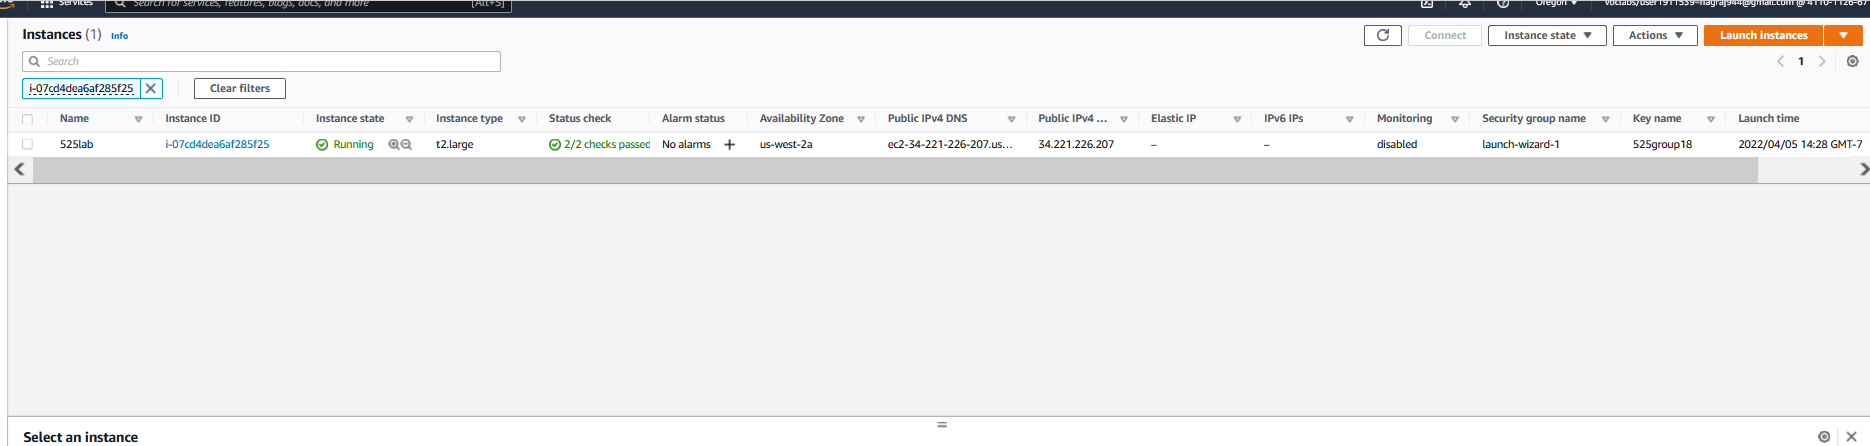 Services
Search for services, features, blogs, docs, and more
[Alt+S]
Oregon
voclabs/user1911539=nagraj944@gmail.com @ 4110-1126-67
Instances (1) Info
Connect
Instance state
Actions
Launch instances
Search
1
i-07cd4dea6af285f25
Clear filters
Name Instance ID Instance state Instance type Status check Alarm status Availability Zone Public IPv4 DNS Public IPv4 ... Elastic IP IPv6 IPs Monitoring Security group name Key name Launch time
525lab i-07cd4dea6af285f25 Running t2.large 2/2 checks passed No alarms + us-west-2a ec2-34-221-226-207.us... 34.221.226.207 – – disabled launch-wizard-1 525group18 2022/04/05 14:28 GMT-7
Select an instance